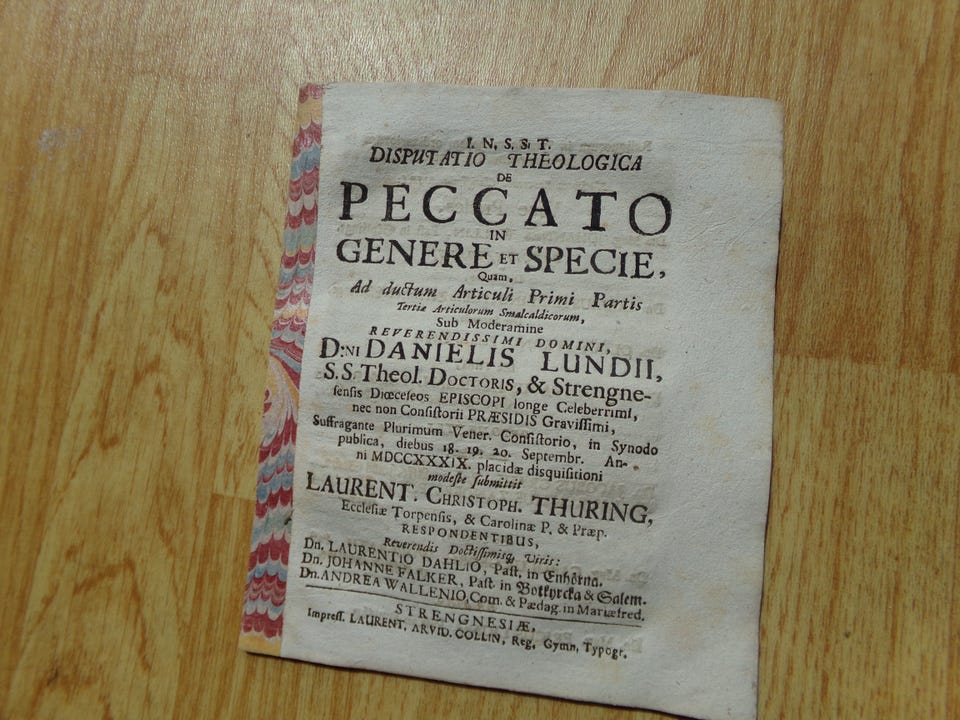 I. N. S. S. T.
DISPUTATIO THEOLOGICA
DE
PECCATO
IN
GENERE ET SPECIE,
Quam,
Ad ductum Articuli Primi Partis
Tertiæ Articulorum Smalcaldicorum,
Sub Moderamine
REVERENDISSIMI DOMINI,
D:NI DANIELIS LUNDII,
S. S. Theol. DOCTORIS, & Strengne-
ſenſis Diœceſeos EPISCOPI longe Celeberrimi,
nec non Conſiſtorii PRÆSIDIS Graviſſimi,
Suffragante Plurimum Vener. Conſiſtorio, in Synodo
publica, diebus 18. 19. 20. Septembr. An-
ni MDCCXXXIX. placidæ disquiſitioni
modeſte ſubmittit
LAURENT. CHRISTOPH. THURING,
Eccleſiæ Torpenſis, & Carolinæ P. & Præp.
RESPONDENTIBUS,
Reverendis Doctiſſimisq; Viris:
Dn. LAURENTIO DAHLIO, Paſt. in Enhörna.
Dn. JOHANNE FALKER, Paſt. in Botkyrcka & Salem.
Dn. ANDREA WALLENIO, Com. & Pædag. in Mariæfred.
STRENGNESIÆ,
Impreſſ. LAURENT. ARVID. COLLIN, Reg. Gymn. Typogr.